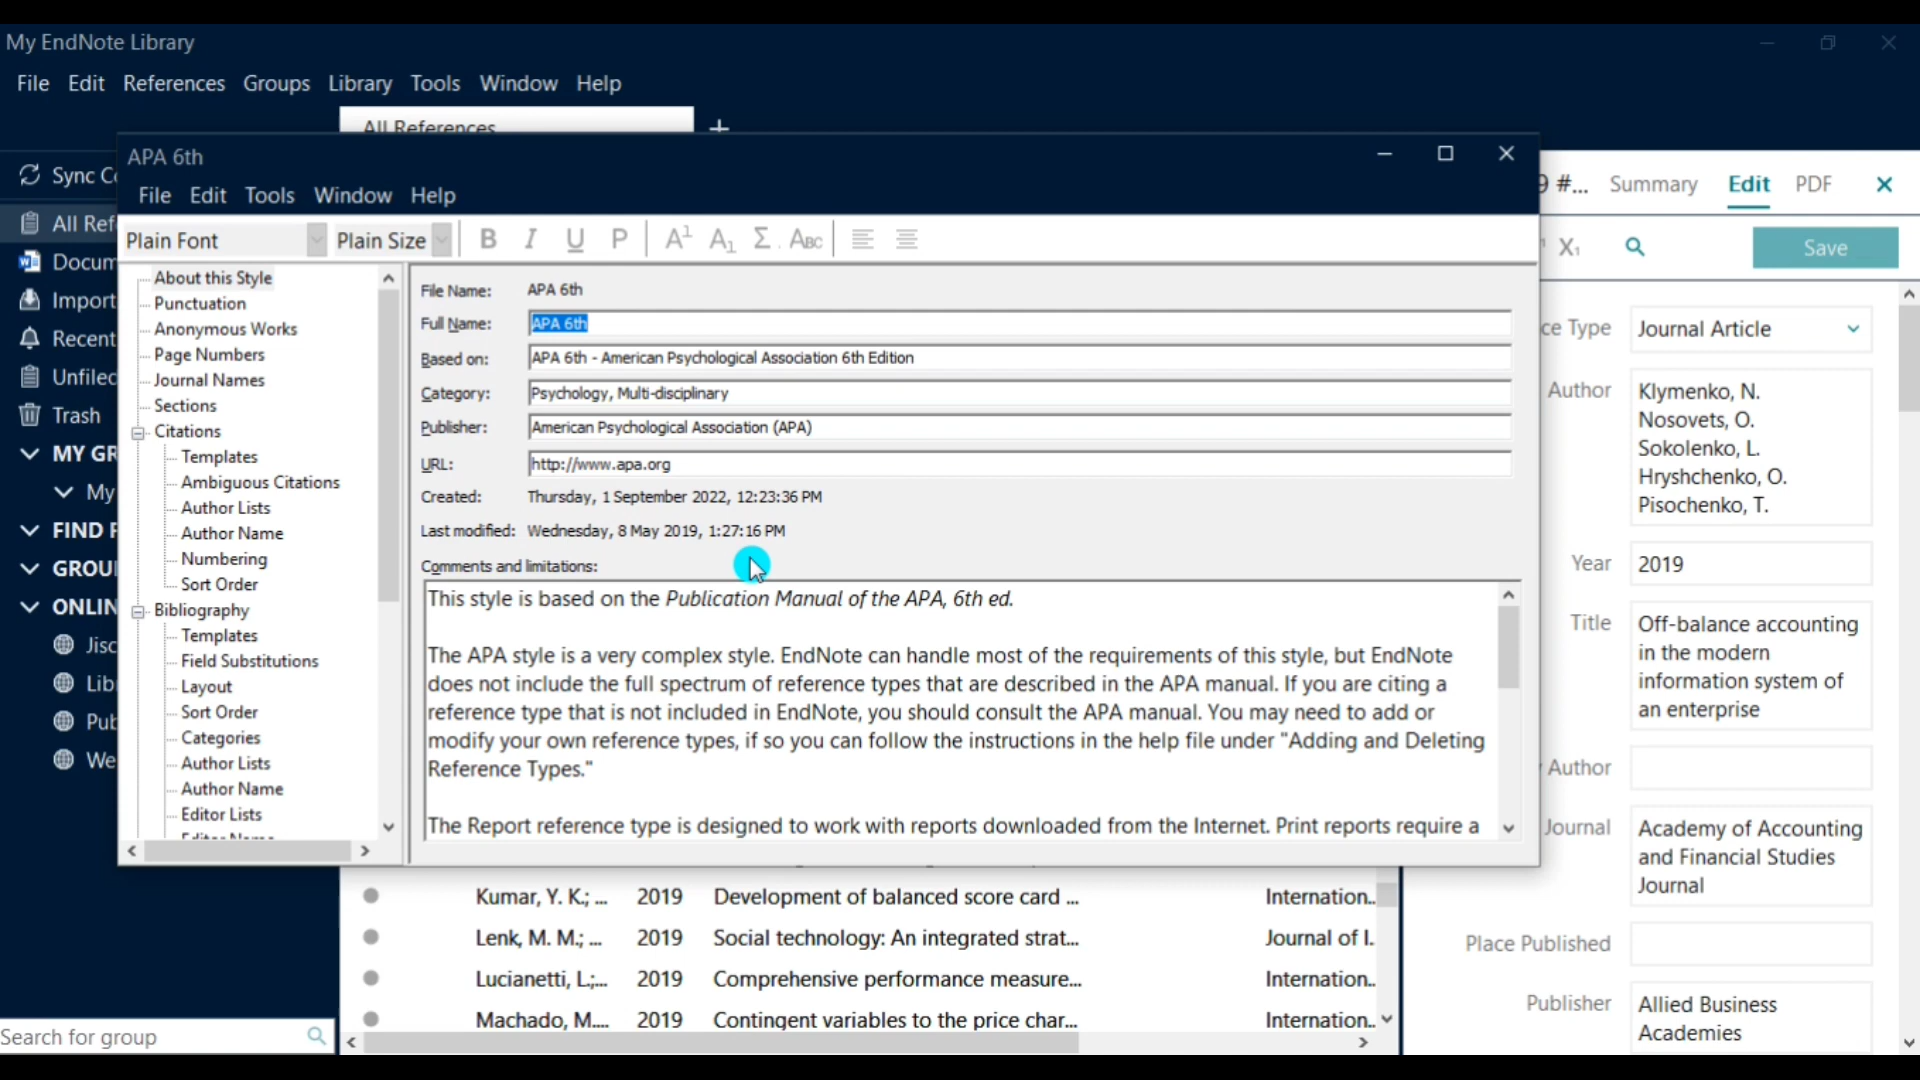 My EndNote Library
File Edit References Groups Library Tools Window Help
All References +
APA 6th
File Edit Tools Window Help
Plain Font Plain Size B I U P A1 A1 Σ ABC
Sync
All Ref
Docum
Import
Recent
Unfiled
Trash
MY GR
My
FIND
GROU
ONLIN
Jisc
Lib
Pub
We
Search for group
About this Style
Punctuation
Anonymous Works
Page Numbers
Journal Names
Sections
Citations
Templates
Ambiguous Citations
Author Lists
Author Name
Numbering
Sort Order
Bibliography
Templates
Field Substitutions
Layout
Sort Order
Categories
Author Lists
Author Name
Editor Lists
Editor Name
File Name: APA 6th
Full Name: APA 6th
Based on: APA 6th - American Psychological Association 6th Edition
Category: Psychology, Multi-disciplinary
Publisher: American Psychological Association (APA)
URL: http://www.apa.org
Created: Thursday, 1 September 2022, 12:23:36 PM
Last modified: Wednesday, 8 May 2019, 1:27:16 PM
Comments and limitations:
This style is based on the Publication Manual of the APA, 6th ed.
The APA style is a very complex style. EndNote can handle most of the requirements of this style, but EndNote
does not include the full spectrum of reference types that are described in the APA manual. If you are citing a
reference type that is not included in EndNote, you should consult the APA manual. You may need to add or
modify your own reference types, if so you can follow the instructions in the help file under "Adding and Deleting
Reference Types."
The Report reference type is designed to work with reports downloaded from the Internet. Print reports require a
Kumar, Y. K.; ... 2019 Development of balanced score card ... Internation..
Lenk, M. M.; ... 2019 Social technology: An integrated strat... Journal of I.
Lucianetti, L.;... 2019 Comprehensive performance measure... Internation..
Machado, M.... 2019 Contingent variables to the price char... Internation..
9 #... Summary Edit PDF
X1 Save
ce Type Journal Article
Author Klymenko, N.
Nosovets, O.
Sokolenko, L.
Hryshchenko, O.
Pisochenko, T.
Year 2019
Title Off-balance accounting
in the modern
information system of
an enterprise
Author
Journal Academy of Accounting
and Financial Studies
Journal
Place Published
Publisher Allied Business
Academies